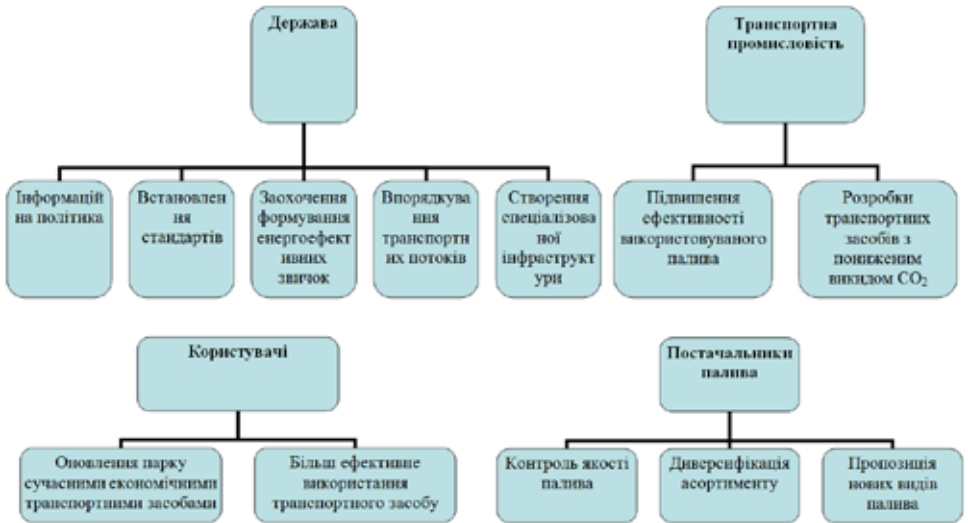 Держава
Транспортна
промисловість
Інформацій
на політика
Встановлен
ня
стандартів
Заохочення
формування
енергоефект
ивних
звичок
Впорядкува
ння
транспортн
их потоків
Створення
спеціалізова
ної
інфраструкт
ури
Підвищення
ефективності
використовуваного
палива
Розробки
транспортних
засобів з
пониженим
викидом CO₂
Користувачі
Постачальники
палива
Оновлення парку
сучасними економічними
транспортними засобами
Більш ефективне
використання
транспортного засобу
Контроль якості
палива
Диверсифікація
асортименту
Пропозиція
нових видів
палива